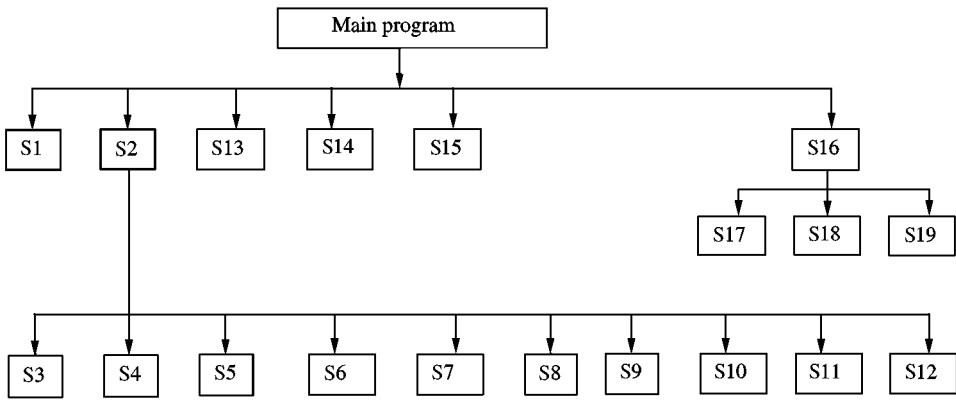 Main program
S1 S2 S13 S14 S15 S16
S17 S18 S19
S3 S4 S5 S6 S7 S8 S9 S10 S11 S12